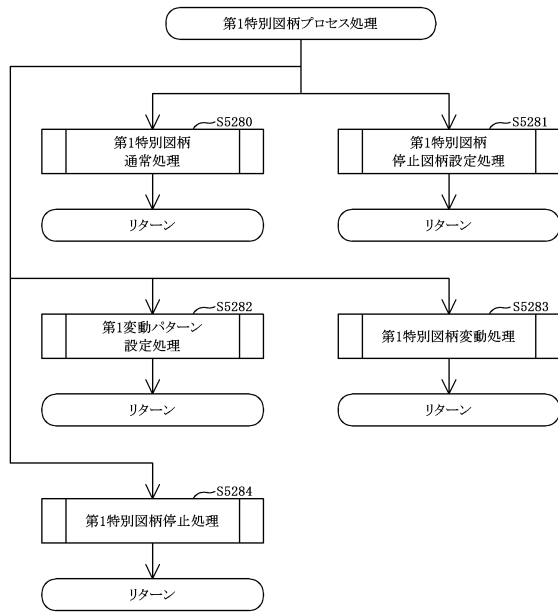 第1特別図柄プロセス処理
S5280
第1特別図柄
通常処理
リターン
S5281
第1特別図柄
停止図柄設定処理
リターン
S5282
第1変動パターン
設定処理
リターン
S5283
第1特別図柄変動処理
リターン
S5284
第1特別図柄停止処理
リターン